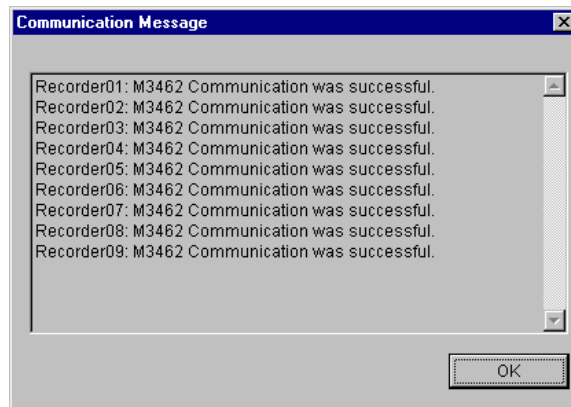 Communication Message
Recorder01: M3462 Communication was successful.
Recorder02: M3462 Communication was successful.
Recorder03: M3462 Communication was successful.
Recorder04: M3462 Communication was successful.
Recorder05: M3462 Communication was successful.
Recorder06: M3462 Communication was successful.
Recorder07: M3462 Communication was successful.
Recorder08: M3462 Communication was successful.
Recorder09: M3462 Communication was successful.
OK